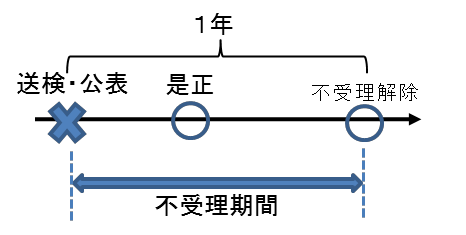 1年
送検・公表
是正
不受理解除
不受理期間